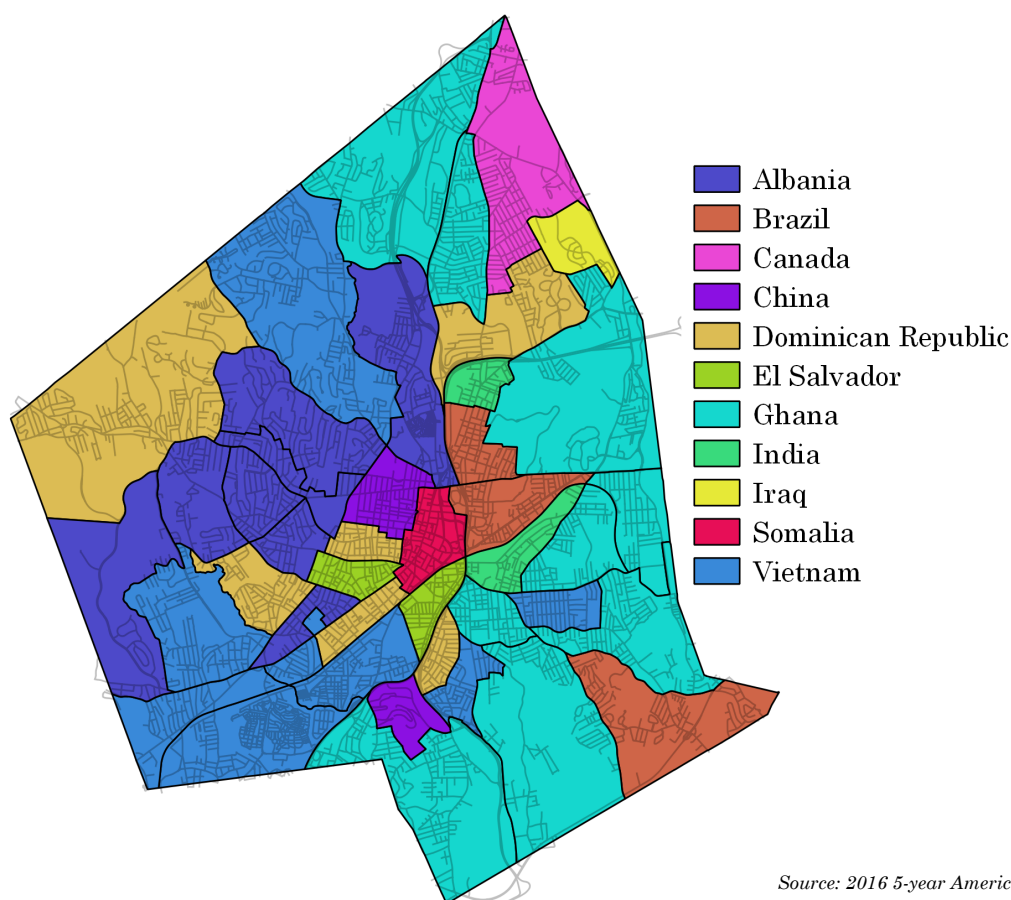 Albania
Brazil
Canada
China
Dominican Republic
El Salvador
Ghana
India
Iraq
Somalia
Vietnam
Source: 2016 5-year Americ